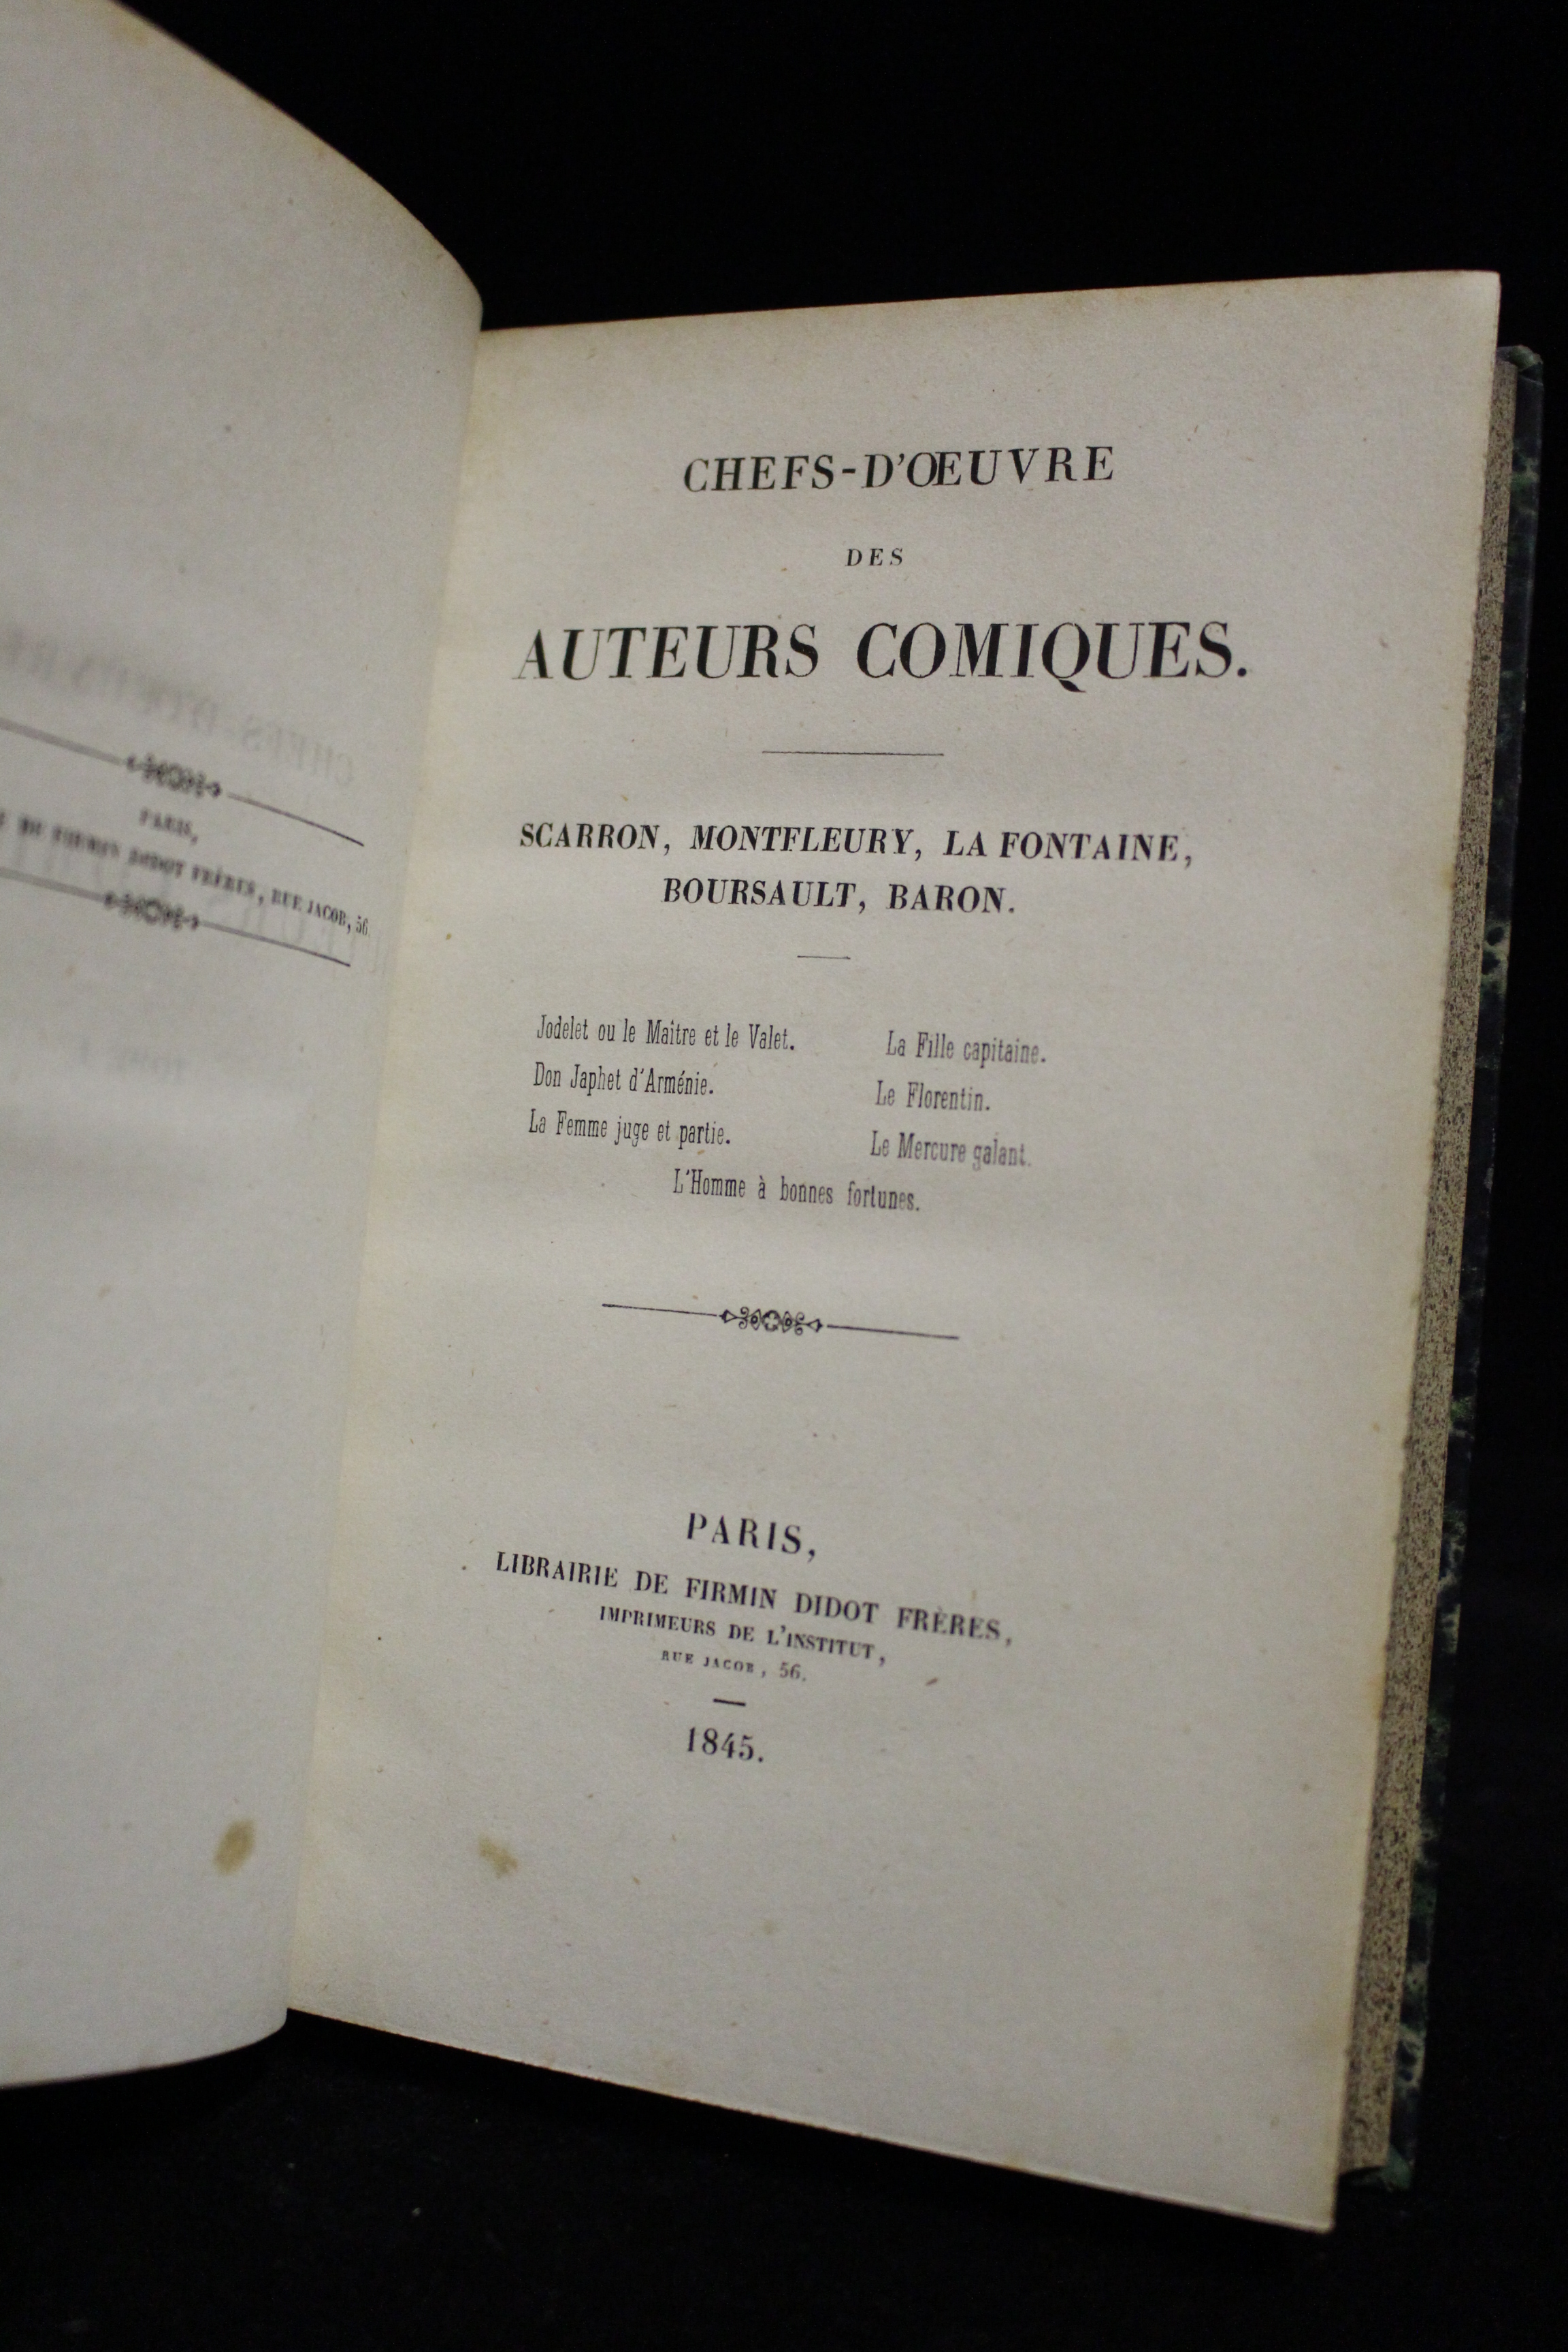 PARIS,
DE FIRMIN DIDOT FRÈRES, RUE JACOB, 56
CHEFS-D'ŒUVRE
DES
AUTEURS COMIQUES.
SCARRON, MONTFLEURY, LA FONTAINE,
BOURSAULT, BARON.
Jodelet ou le Maître et le Valet.
Don Japhet d'Arménie.
La Femme juge et partie.
La Fille capitaine.
Le Florentin.
Le Mercure galant.
L'Homme à bonnes fortunes.
PARIS,
LIBRAIRIE DE FIRMIN DIDOT FRÈRES,
IMPRIMEURS DE L'INSTITUT,
RUE JACOB, 56.
1845.